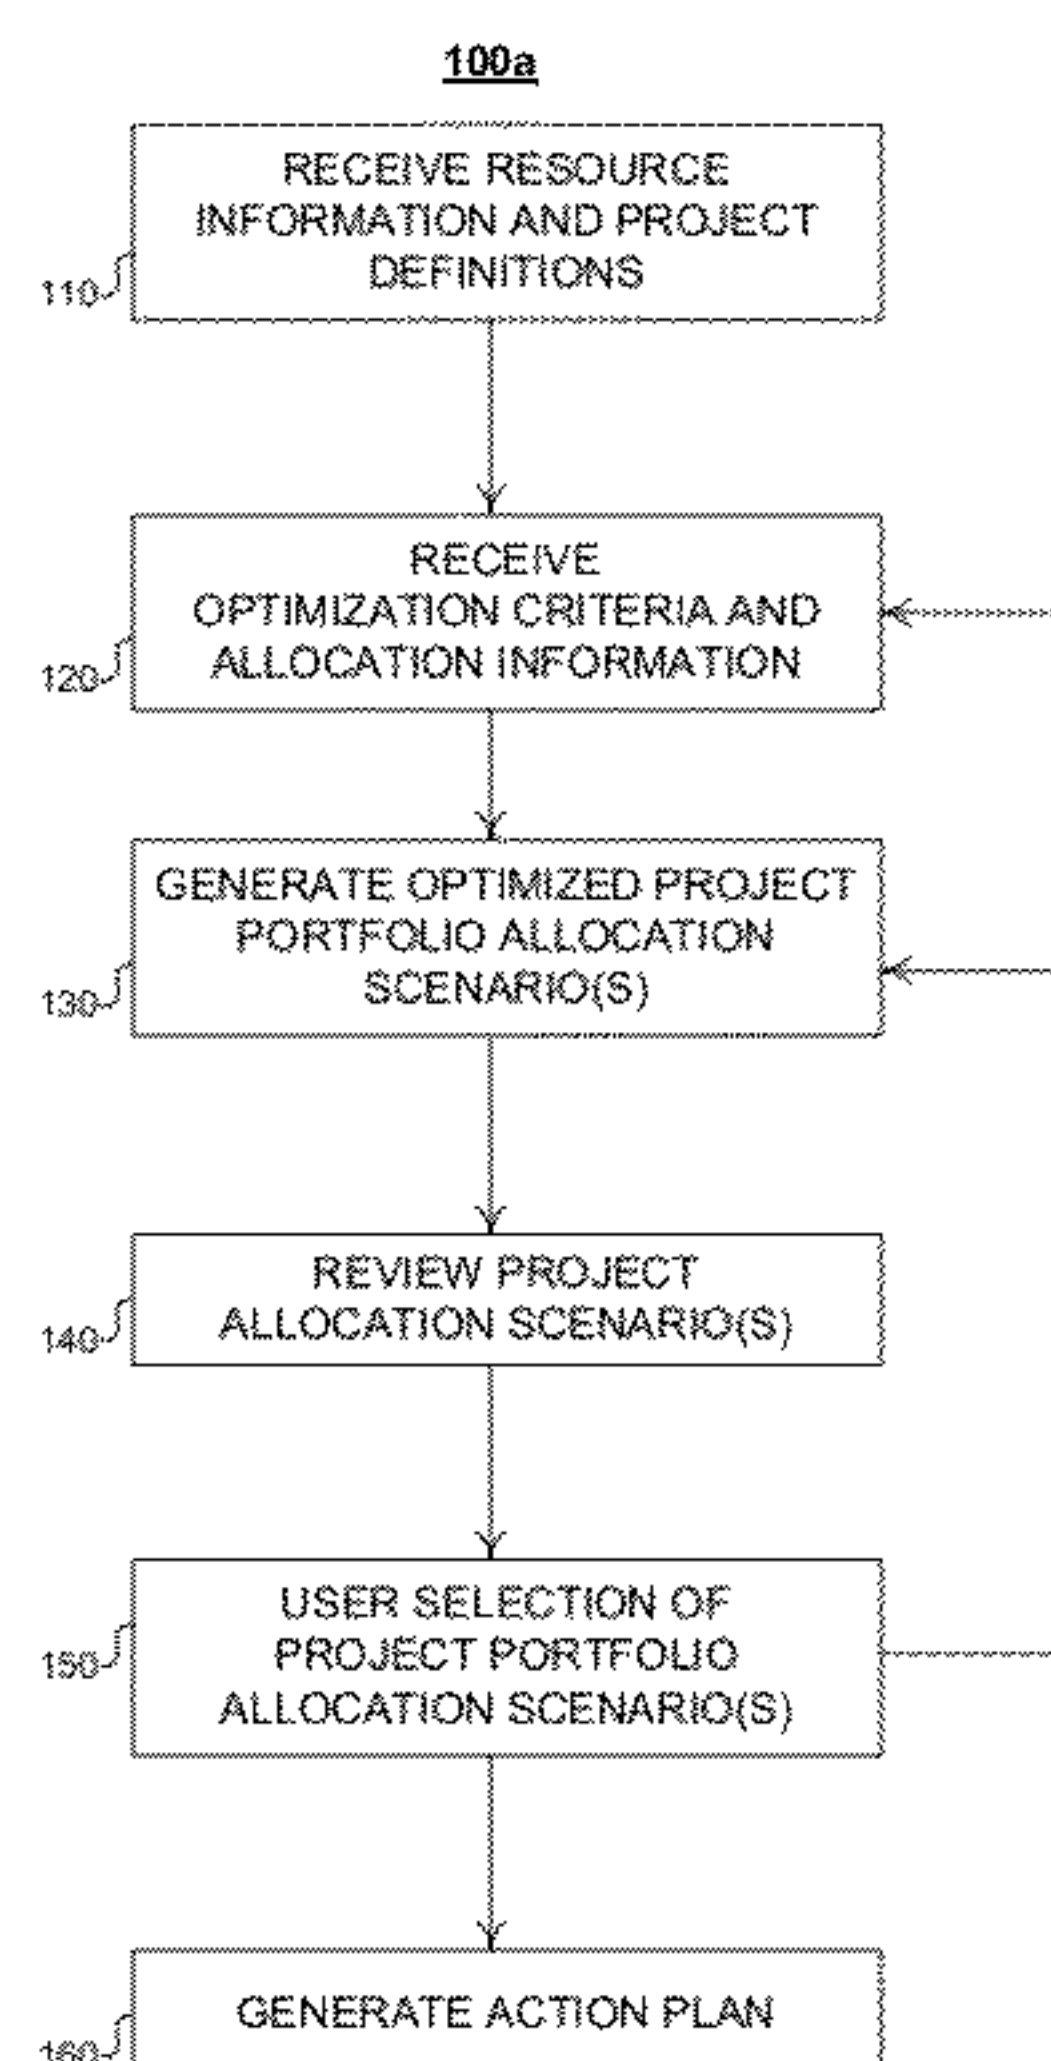 100a
RECEIVE RESOURCE
INFORMATION AND PROJECT
DEFINITIONS
110
RECEIVE
OPTIMIZATION CRITERIA AND
ALLOCATION INFORMATION
120
GENERATE OPTIMIZED PROJECT
PORTFOLIO ALLOCATION
SCENARIO(S)
130
REVIEW PROJECT
ALLOCATION SCENARIO(S)
140
USER SELECTION OF
PROJECT PORTFOLIO
ALLOCATION SCENARIO(S)
150
GENERATE ACTION PLAN
160